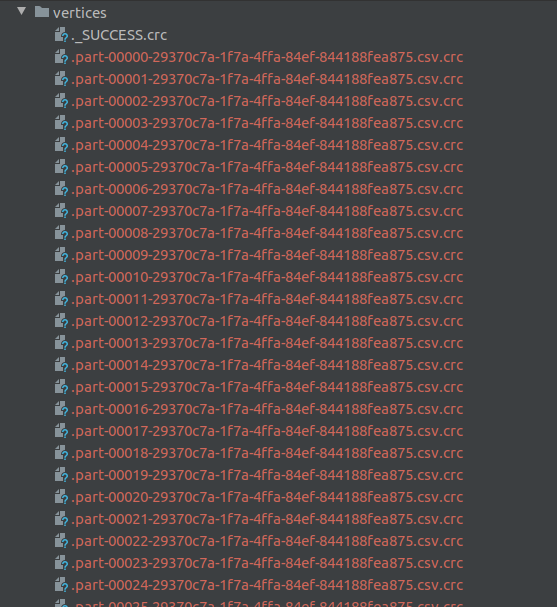 vertices
._SUCCESS.crc
.part-00000-29370c7a-1f7a-4ffa-84ef-844188fea875.csv.crc
.part-00001-29370c7a-1f7a-4ffa-84ef-844188fea875.csv.crc
.part-00002-29370c7a-1f7a-4ffa-84ef-844188fea875.csv.crc
.part-00003-29370c7a-1f7a-4ffa-84ef-844188fea875.csv.crc
.part-00004-29370c7a-1f7a-4ffa-84ef-844188fea875.csv.crc
.part-00005-29370c7a-1f7a-4ffa-84ef-844188fea875.csv.crc
.part-00006-29370c7a-1f7a-4ffa-84ef-844188fea875.csv.crc
.part-00007-29370c7a-1f7a-4ffa-84ef-844188fea875.csv.crc
.part-00008-29370c7a-1f7a-4ffa-84ef-844188fea875.csv.crc
.part-00009-29370c7a-1f7a-4ffa-84ef-844188fea875.csv.crc
.part-00010-29370c7a-1f7a-4ffa-84ef-844188fea875.csv.crc
.part-00011-29370c7a-1f7a-4ffa-84ef-844188fea875.csv.crc
.part-00012-29370c7a-1f7a-4ffa-84ef-844188fea875.csv.crc
.part-00013-29370c7a-1f7a-4ffa-84ef-844188fea875.csv.crc
.part-00014-29370c7a-1f7a-4ffa-84ef-844188fea875.csv.crc
.part-00015-29370c7a-1f7a-4ffa-84ef-844188fea875.csv.crc
.part-00016-29370c7a-1f7a-4ffa-84ef-844188fea875.csv.crc
.part-00017-29370c7a-1f7a-4ffa-84ef-844188fea875.csv.crc
.part-00018-29370c7a-1f7a-4ffa-84ef-844188fea875.csv.crc
.part-00019-29370c7a-1f7a-4ffa-84ef-844188fea875.csv.crc
.part-00020-29370c7a-1f7a-4ffa-84ef-844188fea875.csv.crc
.part-00021-29370c7a-1f7a-4ffa-84ef-844188fea875.csv.crc
.part-00022-29370c7a-1f7a-4ffa-84ef-844188fea875.csv.crc
.part-00023-29370c7a-1f7a-4ffa-84ef-844188fea875.csv.crc
.part-00024-29370c7a-1f7a-4ffa-84ef-844188fea875.csv.crc